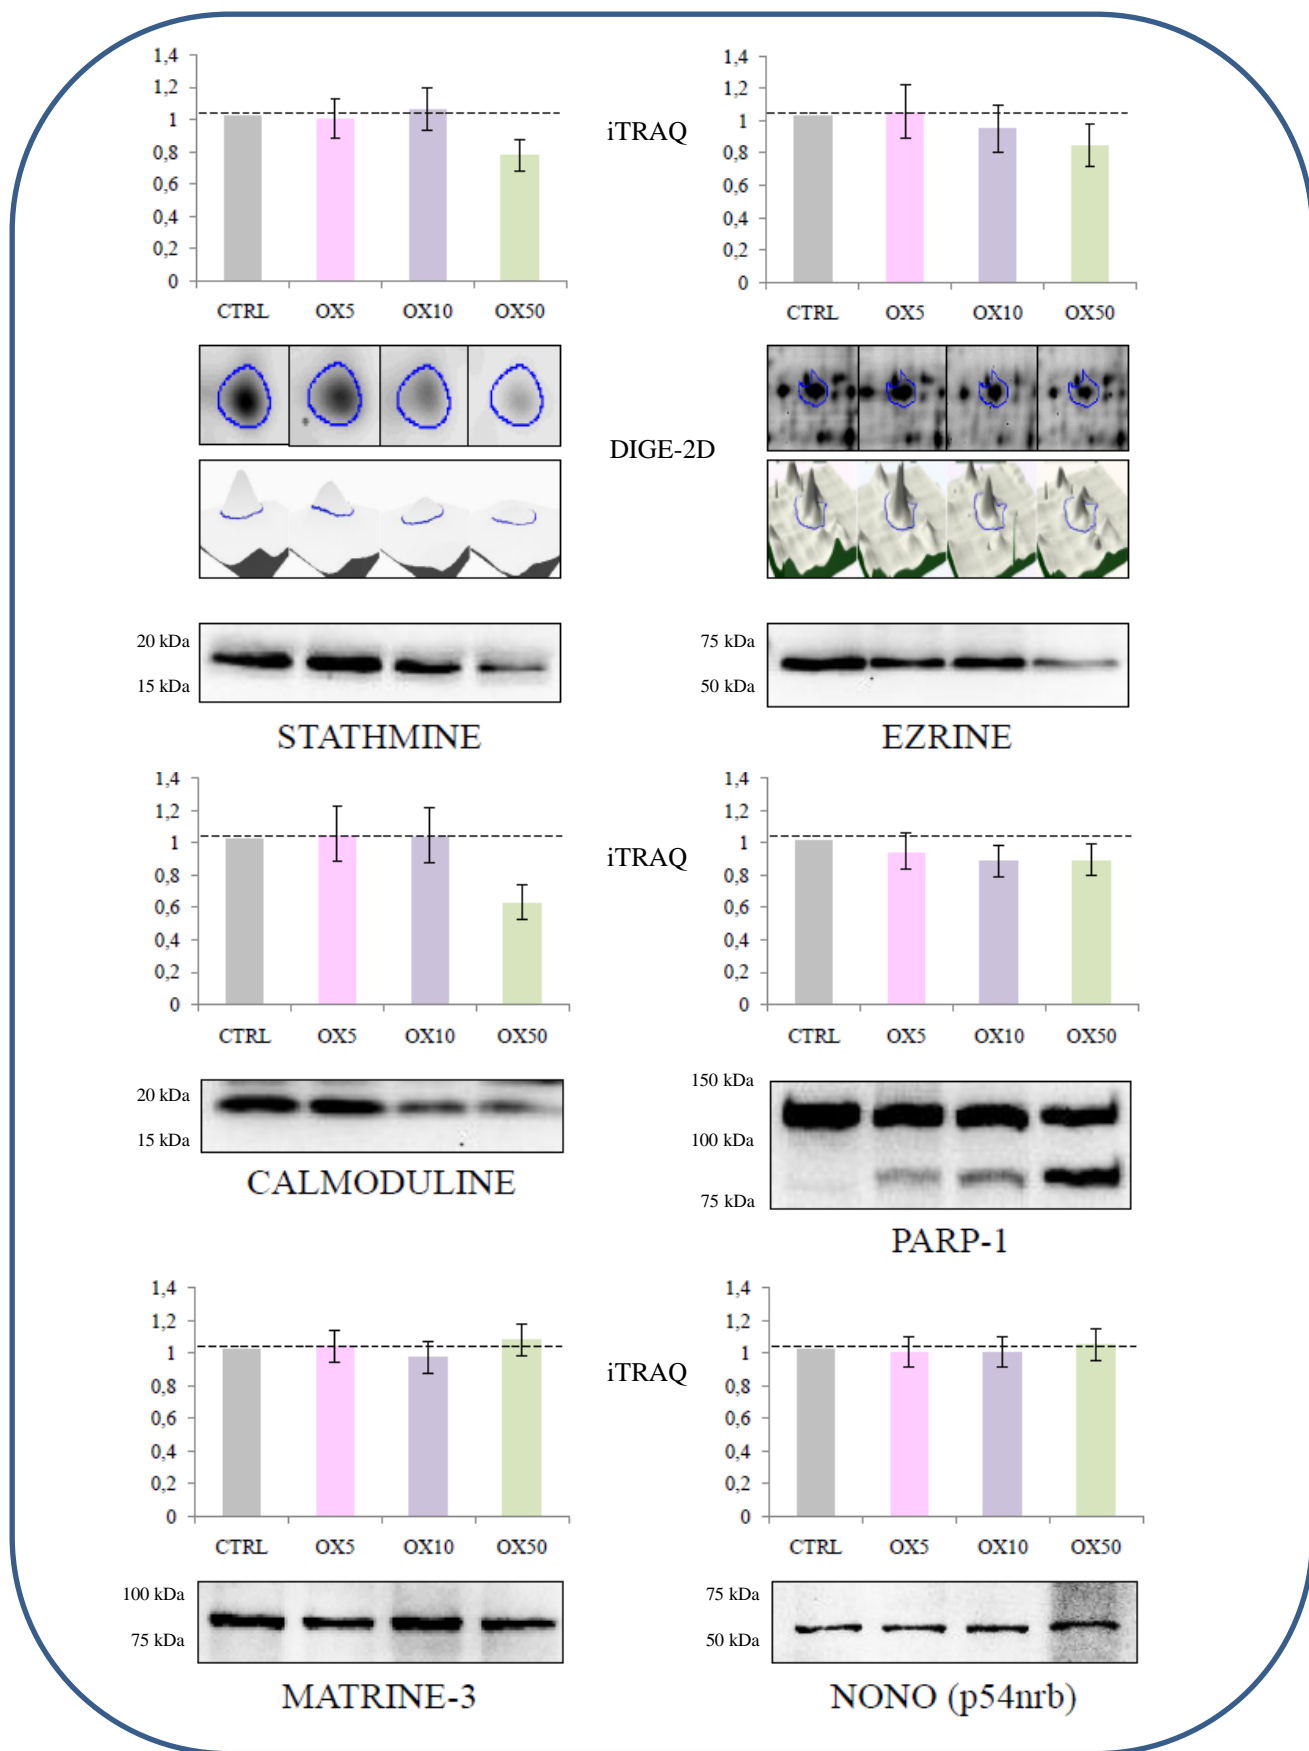 1,4
1,2
1
0,8
0,6
0,4
0,2
0
CTRL OX5 OX10 OX50
iTRAQ
1,4
1,2
1
0,8
0,6
0,4
0,2
0
CTRL OX5 OX10 OX50
DIGE-2D
20 kDa
15 kDa
STATHMINE
75 kDa
50 kDa
EZRINE
1,4
1,2
1
0,8
0,6
0,4
0,2
0
CTRL OX5 OX10 OX50
iTRAQ
1,4
1,2
1
0,8
0,6
0,4
0,2
0
CTRL OX5 OX10 OX50
20 kDa
15 kDa
CALMODULINE
150 kDa
100 kDa
75 kDa
PARP-1
1,4
1,2
1
0,8
0,6
0,4
0,2
0
CTRL OX5 OX10 OX50
iTRAQ
1,4
1,2
1
0,8
0,6
0,4
0,2
0
CTRL OX5 OX10 OX50
100 kDa
75 kDa
MATRINE-3
75 kDa
50 kDa
NONO (p54nrb)